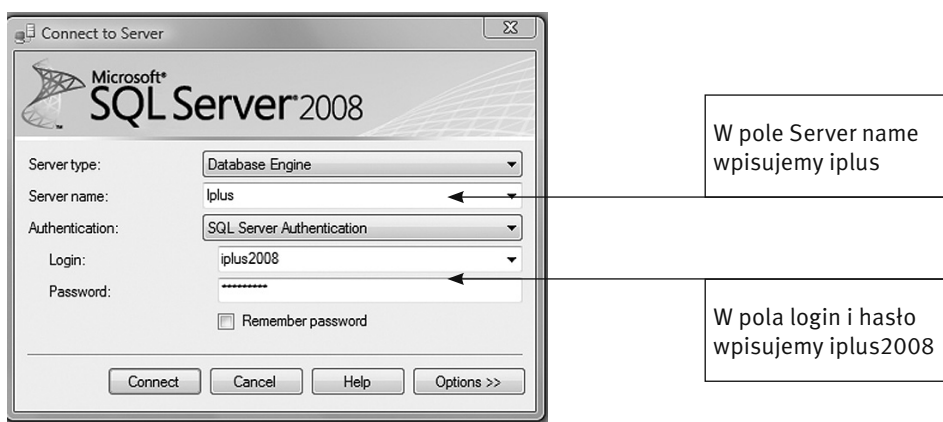 Connect to Server
Microsoft®
SQL Server® 2008
Server type:
Database Engine
Server name:
Iplus
Authentication:
SQL Server Authentication
Login:
iplus2008
Password:
*********
Remember password
Connect
Cancel
Help
Options >>
W pole Server name
wpisujemy iplus
W pola login i hasło
wpisujemy iplus2008